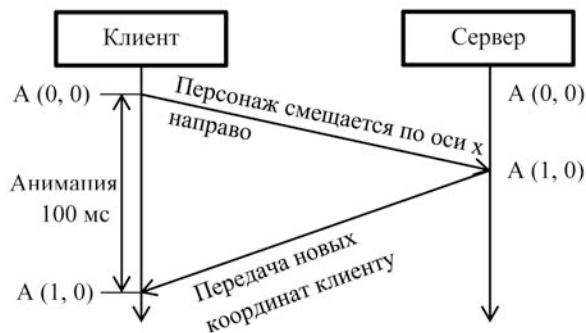 Клиент
Сервер
A (0, 0)
A (0, 0)
Персонаж смещается по оси x
направо
A (1, 0)
Анимация
100 мс
A (1, 0)
Передача новых
координат клиенту